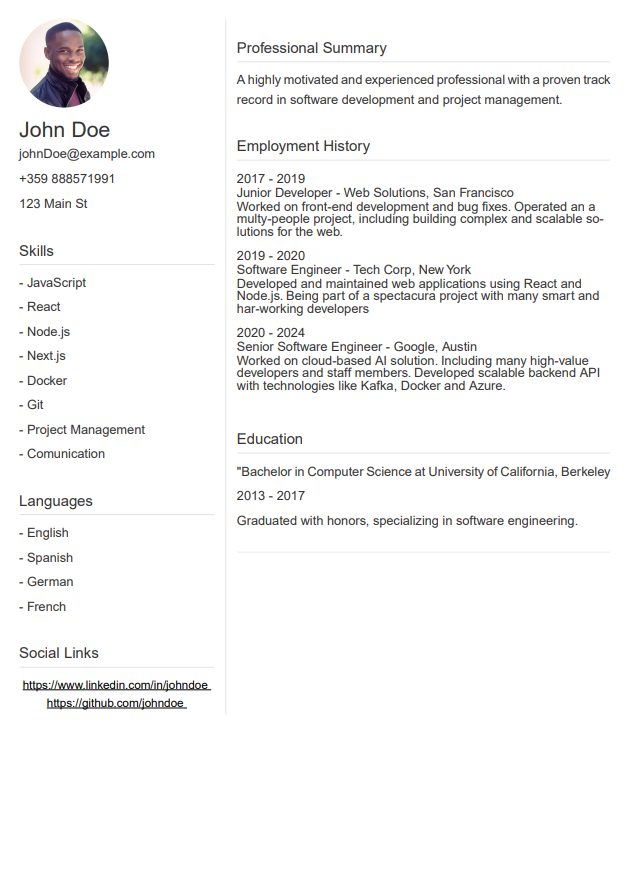 John Doe
johnDoe@example.com
+359 888571991
123 Main St
Skills
- JavaScript
- React
- Node.js
- Next.js
- Docker
- Git
- Project Management
- Comunication
Languages
- English
- Spanish
- German
- French
Social Links
https://www.linkedin.com/in/johndoe
https://github.com/johndoe
Professional Summary
A highly motivated and experienced professional with a proven track
record in software development and project management.
Employment History
2017 - 2019
Junior Developer - Web Solutions, San Francisco
Worked on front-end development and bug fixes. Operated an a
multy-people project, including building complex and scalable so-
lutions for the web.
2019 - 2020
Software Engineer - Tech Corp, New York
Developed and maintained web applications using React and
Node.js. Being part of a spectacura project with many smart and
har-working developers
2020 - 2024
Senior Software Engineer - Google, Austin
Worked on cloud-based AI solution. Including many high-value
developers and staff members. Developed scalable backend API
with technologies like Kafka, Docker and Azure.
Education
"Bachelor in Computer Science at University of California, Berkeley
2013 - 2017
Graduated with honors, specializing in software engineering.